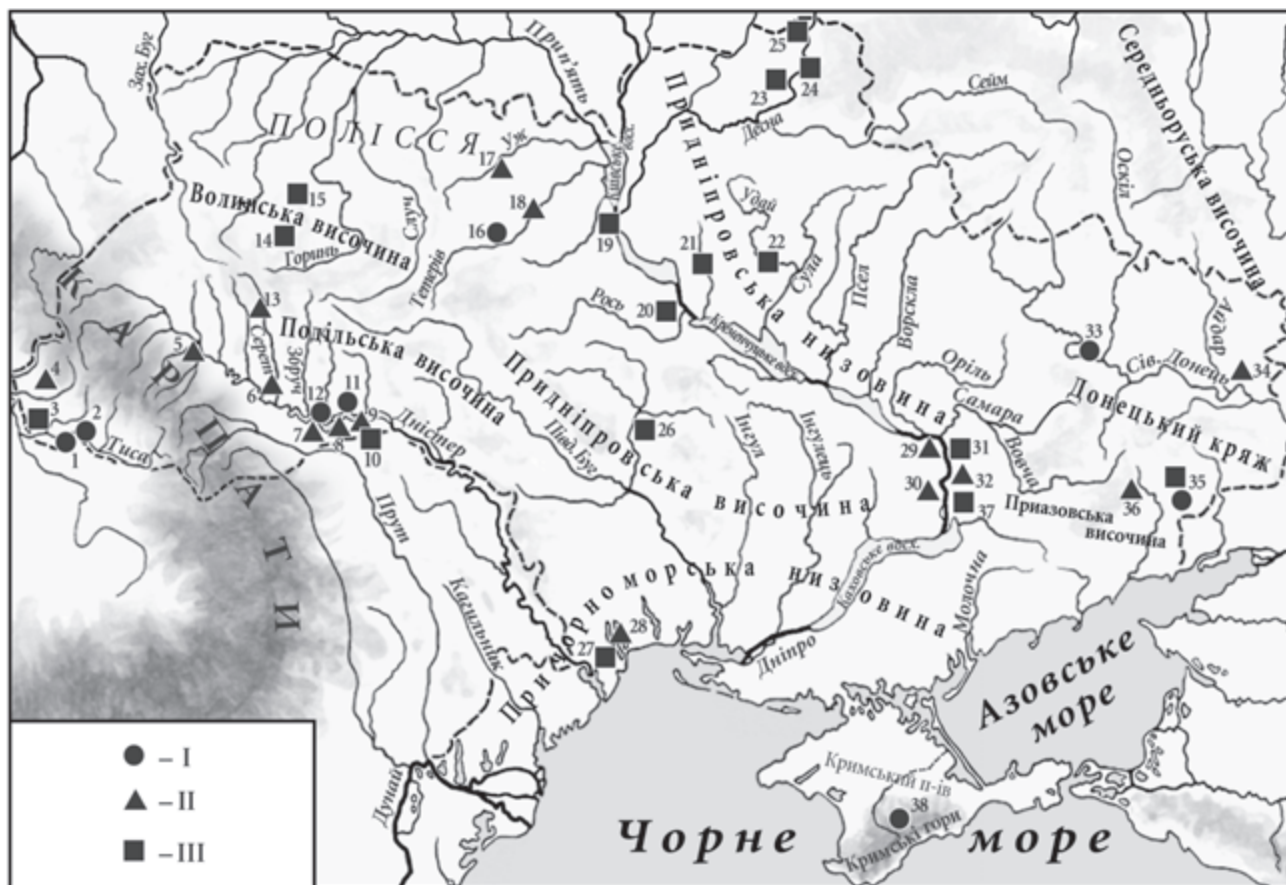 Зах. Буг
Прип'ять
25
24
23
Сейм
Середньоруська височина
Десна
ПОЛІССЯ
Уж
17
Київське вдсх.
Придніпровська низовина
Оскіл
Волинська височина
15
14
Горинь
Случ
16
18
Тетерів
19
Удай
21
22
Сула
Псел
Ворскла
Айдар
КАРПАТИ
13
Серет
Збруч
Подільська височина
Рось
20
Кременчуцьке вдсх.
33
Сів. Донець
34
5
4
3
2
1
Тиса
6
12
11
7
8
9
10
Дністер
Придніпровська височина
Півд. Буг
26
Інгул
Інгулець
Оріль
Самара
Вовча
Донецький кряж
29
31
32
30
37
36
35
Приазовська
височина
Прут
Кагильник
Причорноморська низовина
Каховське вдсх.
Молочна
28
27
Дніпро
Азовське
море
Дунай
Кримський п-ів
38
Кримські гори
Чорне море
– I
– II
– III